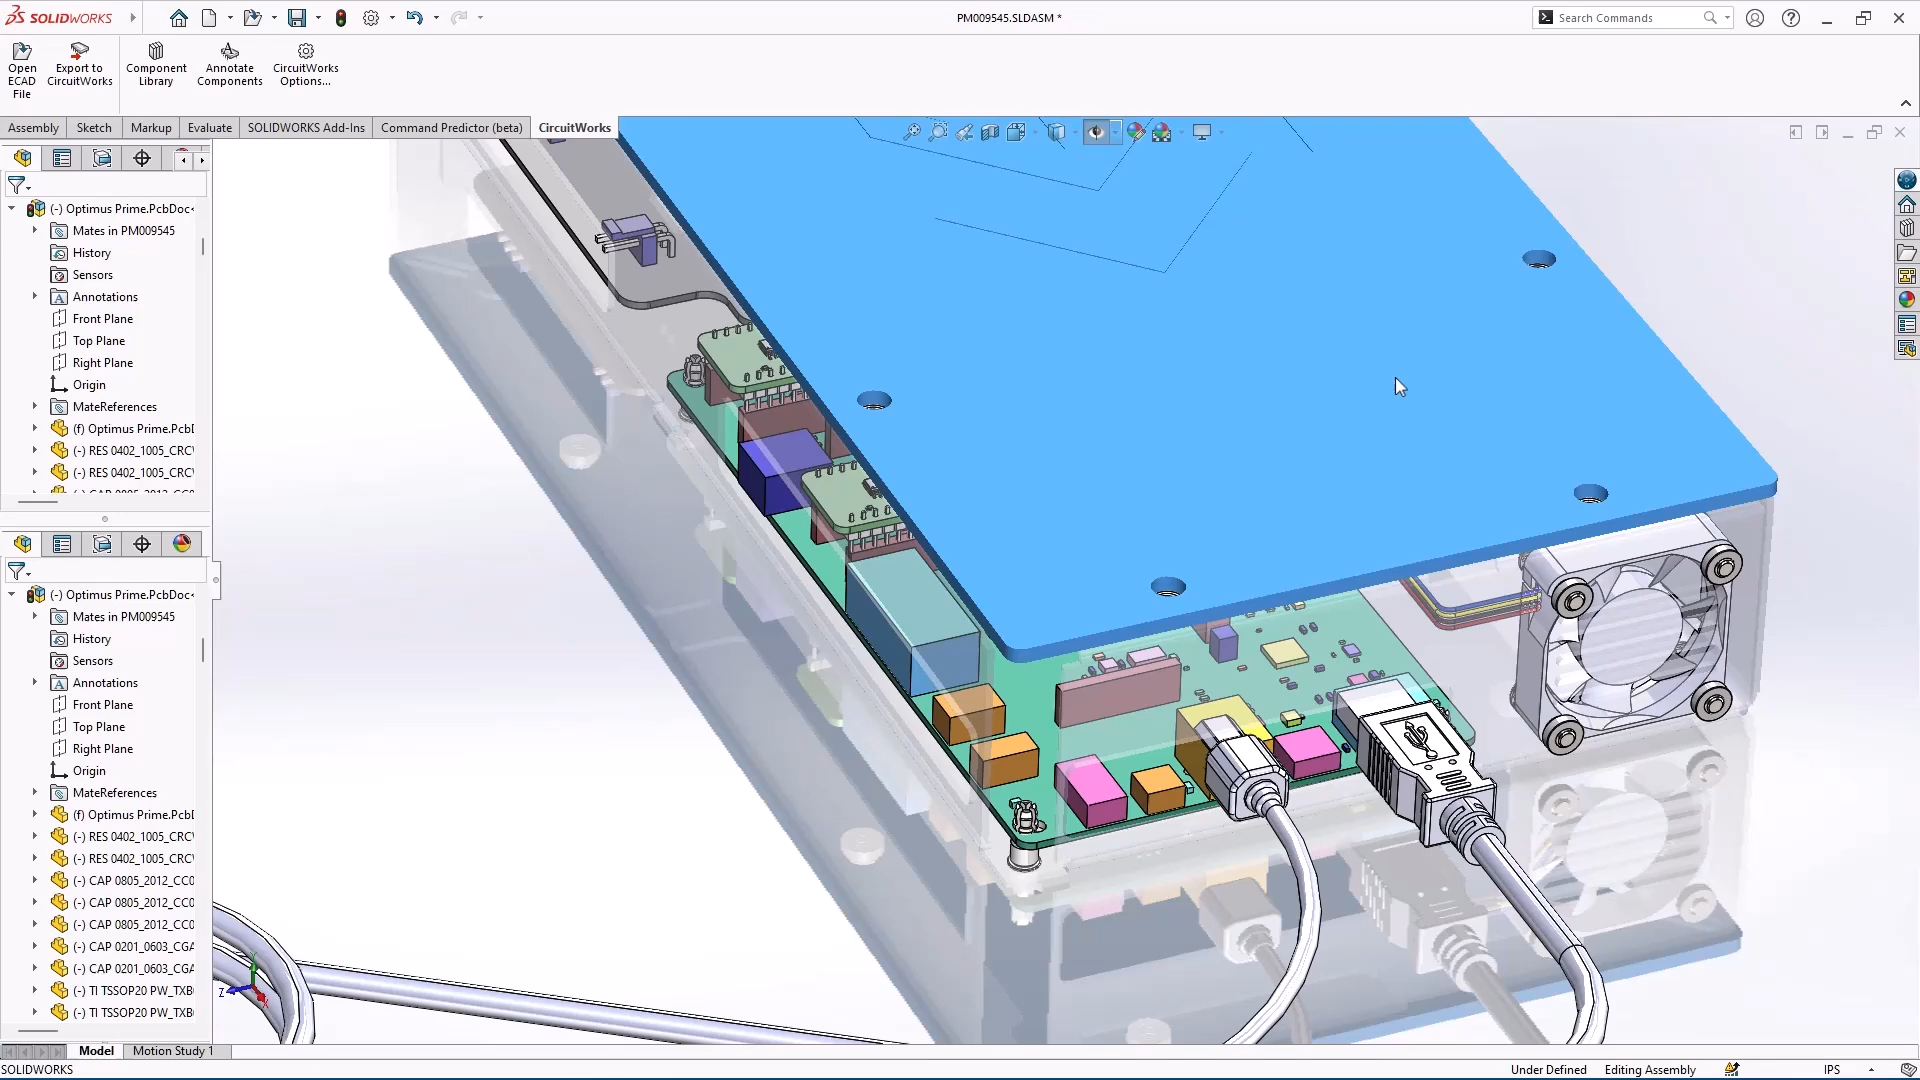 SOLIDWORKS
PM009545.SLDASM *
Search Commands
Open ECAD File
Export to CircuitWorks
Component Library
Annotate Components
CircuitWorks Options...
Assembly
Sketch
Markup
Evaluate
SOLIDWORKS Add-Ins
Command Predictor (beta)
CircuitWorks
(-) Optimus Prime.PcbDoc<
Mates in PM009545
History
Sensors
Annotations
Front Plane
Top Plane
Right Plane
Origin
MateReferences
(f) Optimus Prime.Pcb
(-) RES 0402_1005_CRC
(-) RES 0402_1005_CRC
(-) Optimus Prime.PcbDoc<
Mates in PM009545
History
Sensors
Annotations
Front Plane
Top Plane
Right Plane
Origin
MateReferences
(f) Optimus Prime.Pcb
(-) RES 0402_1005_CRC
(-) RES 0402_1005_CRC
(-) CAP 0805_2012_CC0
(-) CAP 0805_2012_CC0
(-) CAP 0805_2012_CC0
(-) CAP 0201_0603_CGA
(-) CAP 0201_0603_CGA
(-) TI TSSOP20 PW_TXB
(-) TI TSSOP20 PW_TXB
Z
Model
Motion Study 1
SOLIDWORKS
Under Defined
Editing Assembly
IPS